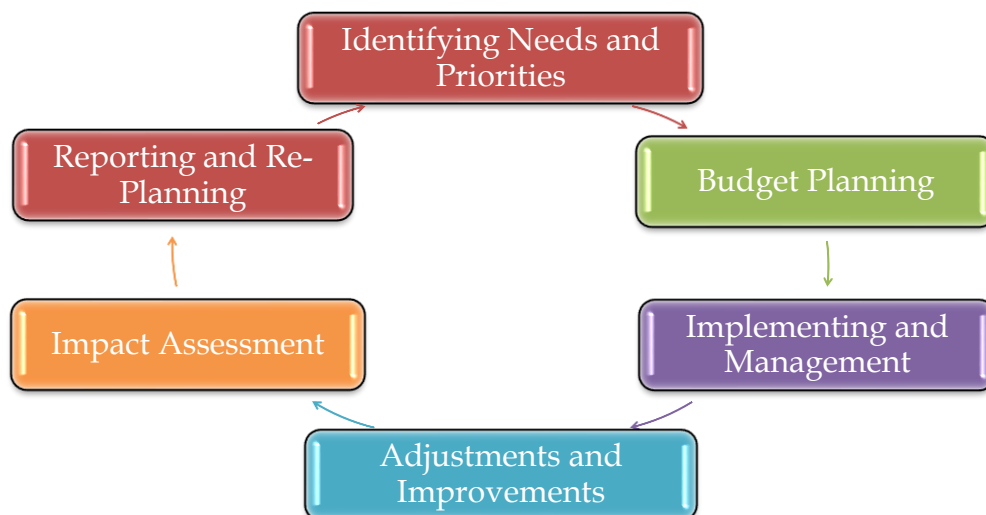 Identifying Needs and
Priorities
Budget Planning
Implementing and
Management
Adjustments and
Improvements
Impact Assessment
Reporting and Re-
Planning